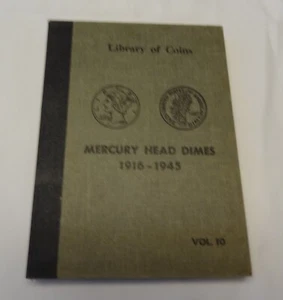 Library of Coins
MERCURY HEAD DIMES
1916-1945
VOL. 10